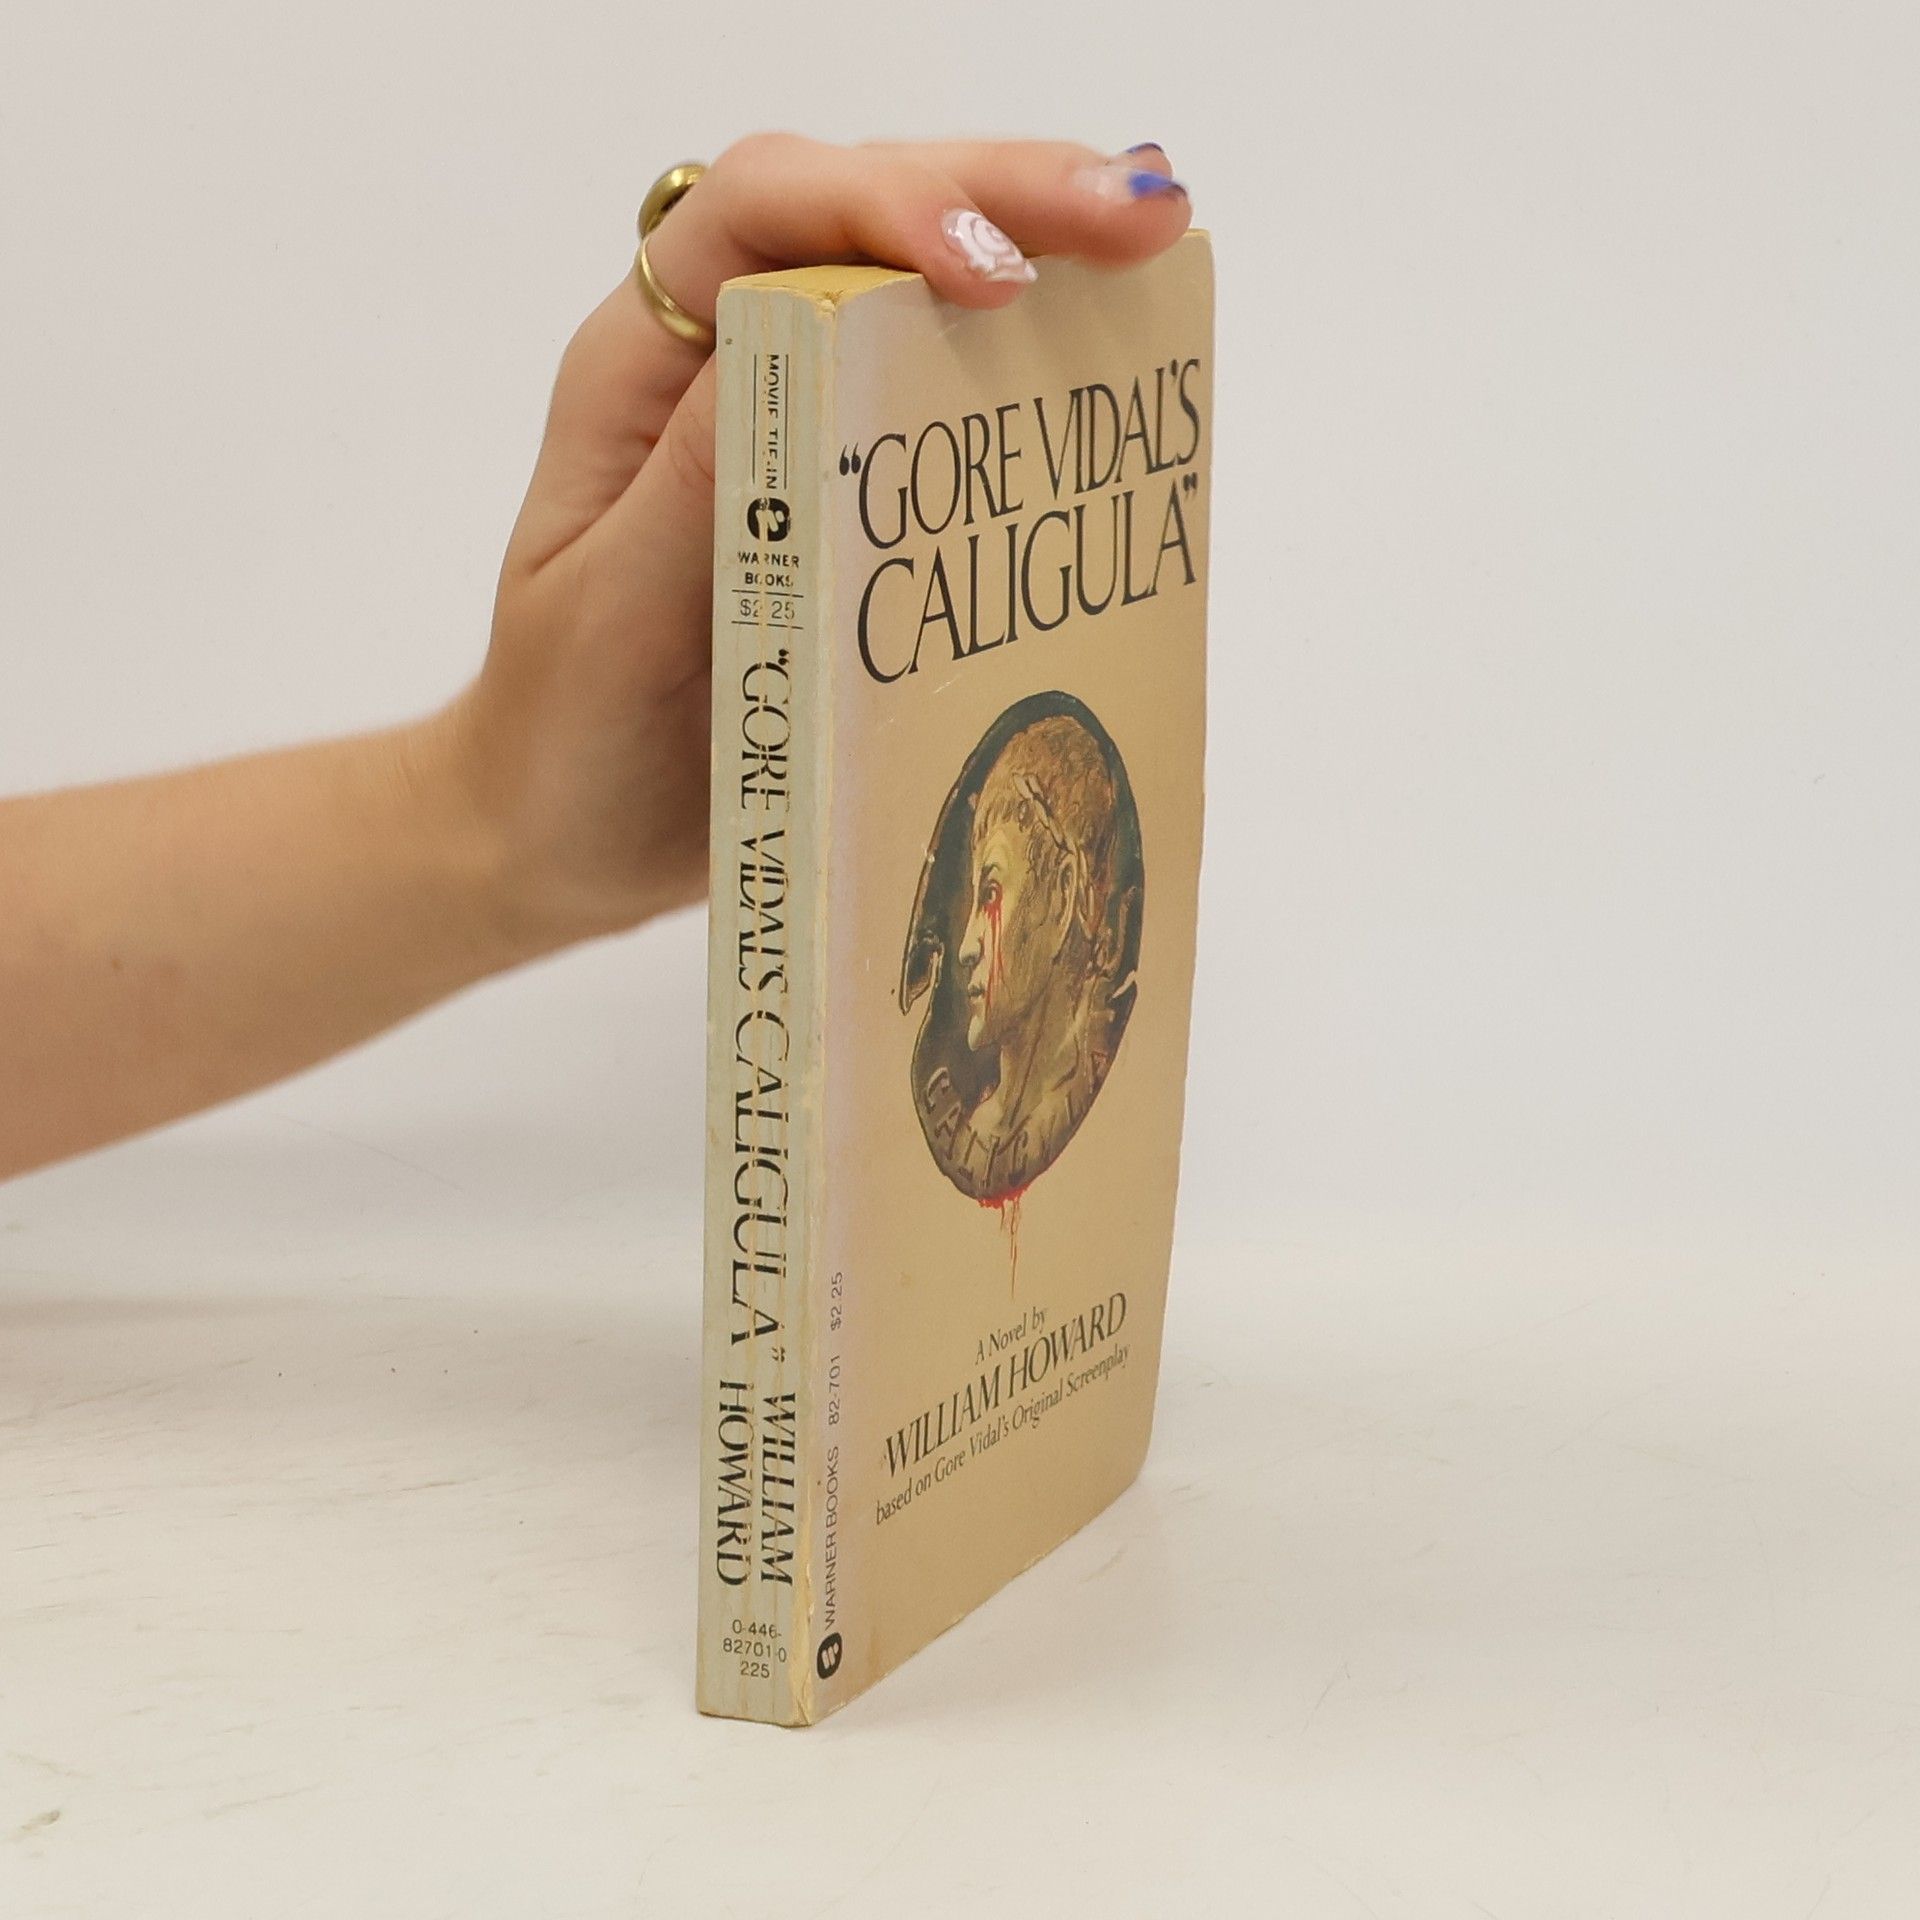 MOVIE TIE-IN
WARNER
BOOKS
$2.25
"GORE VIDAL'S CALIGULA"
WILLIAM
HOWARD
0-446-
82701-0
225
WARNER BOOKS 82-701 $2.25
"GORE VIDAL'S
CALIGULA"
CALIGULA
A Novel by
WILLIAM HOWARD
based on Gore Vidal's Original Screenplay